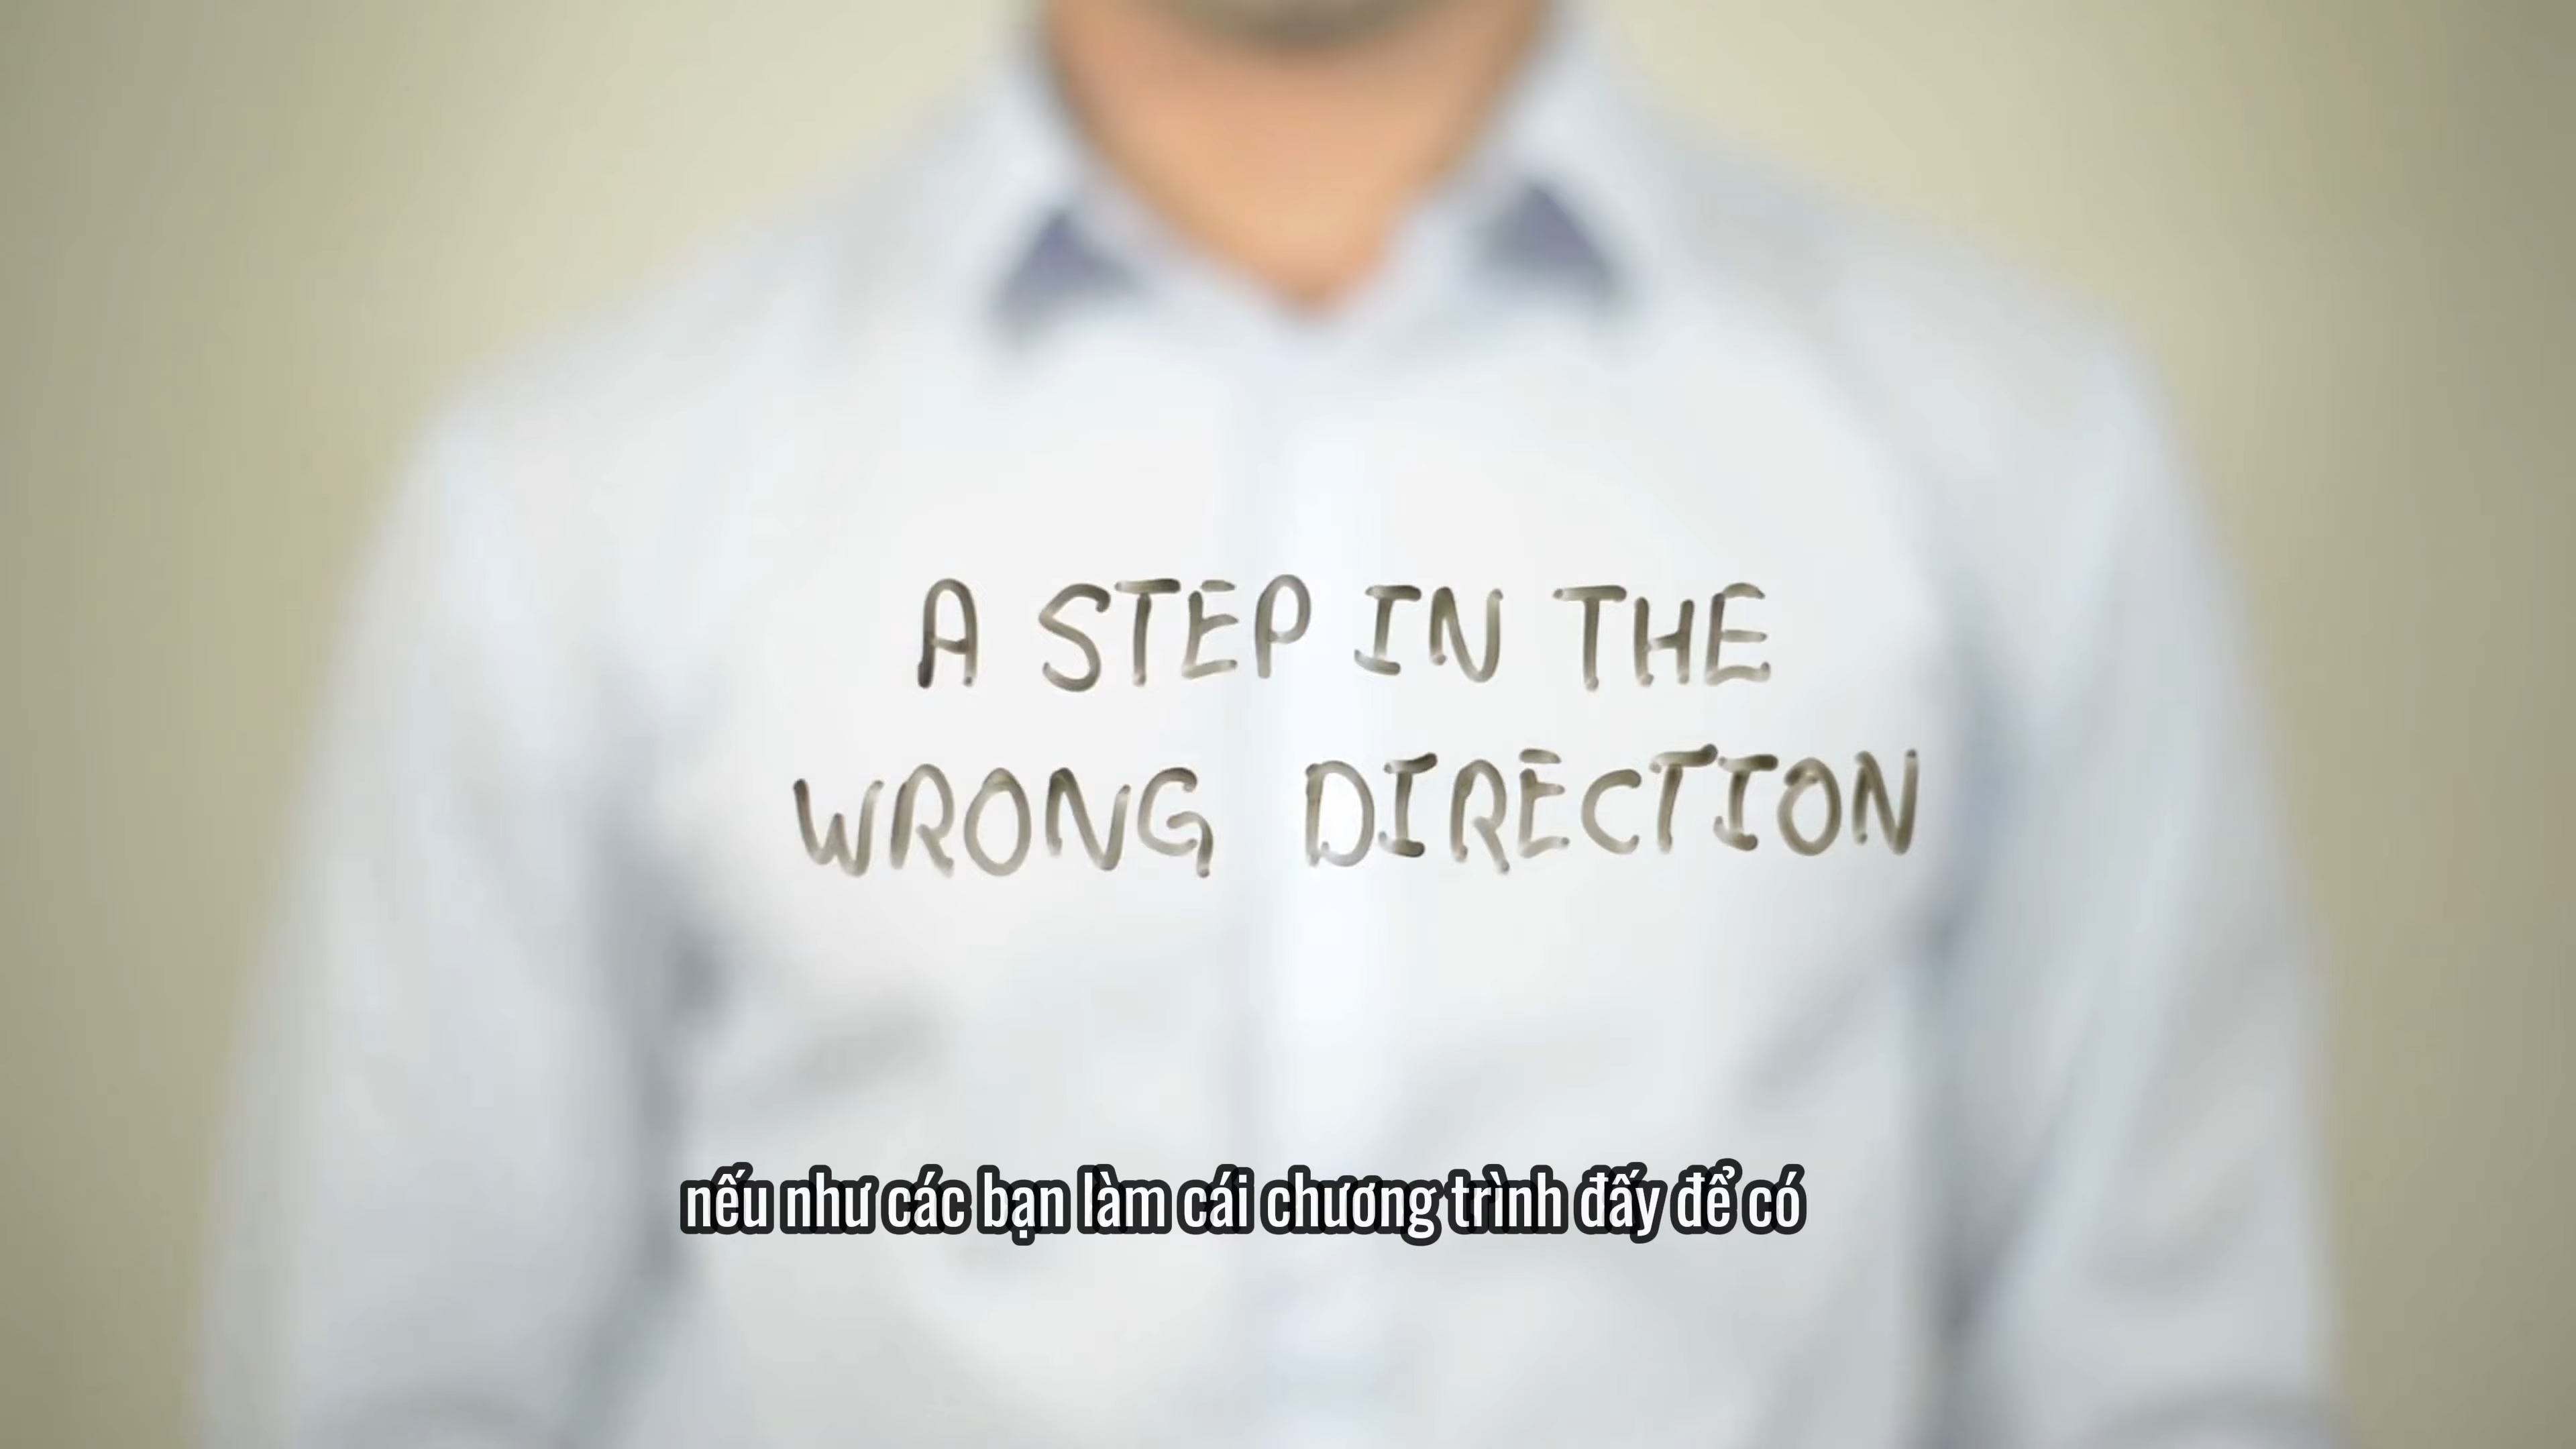 A STEP IN THE
WRONG DIRECTION
nếu như các bạn làm cái chương trình đấy để có